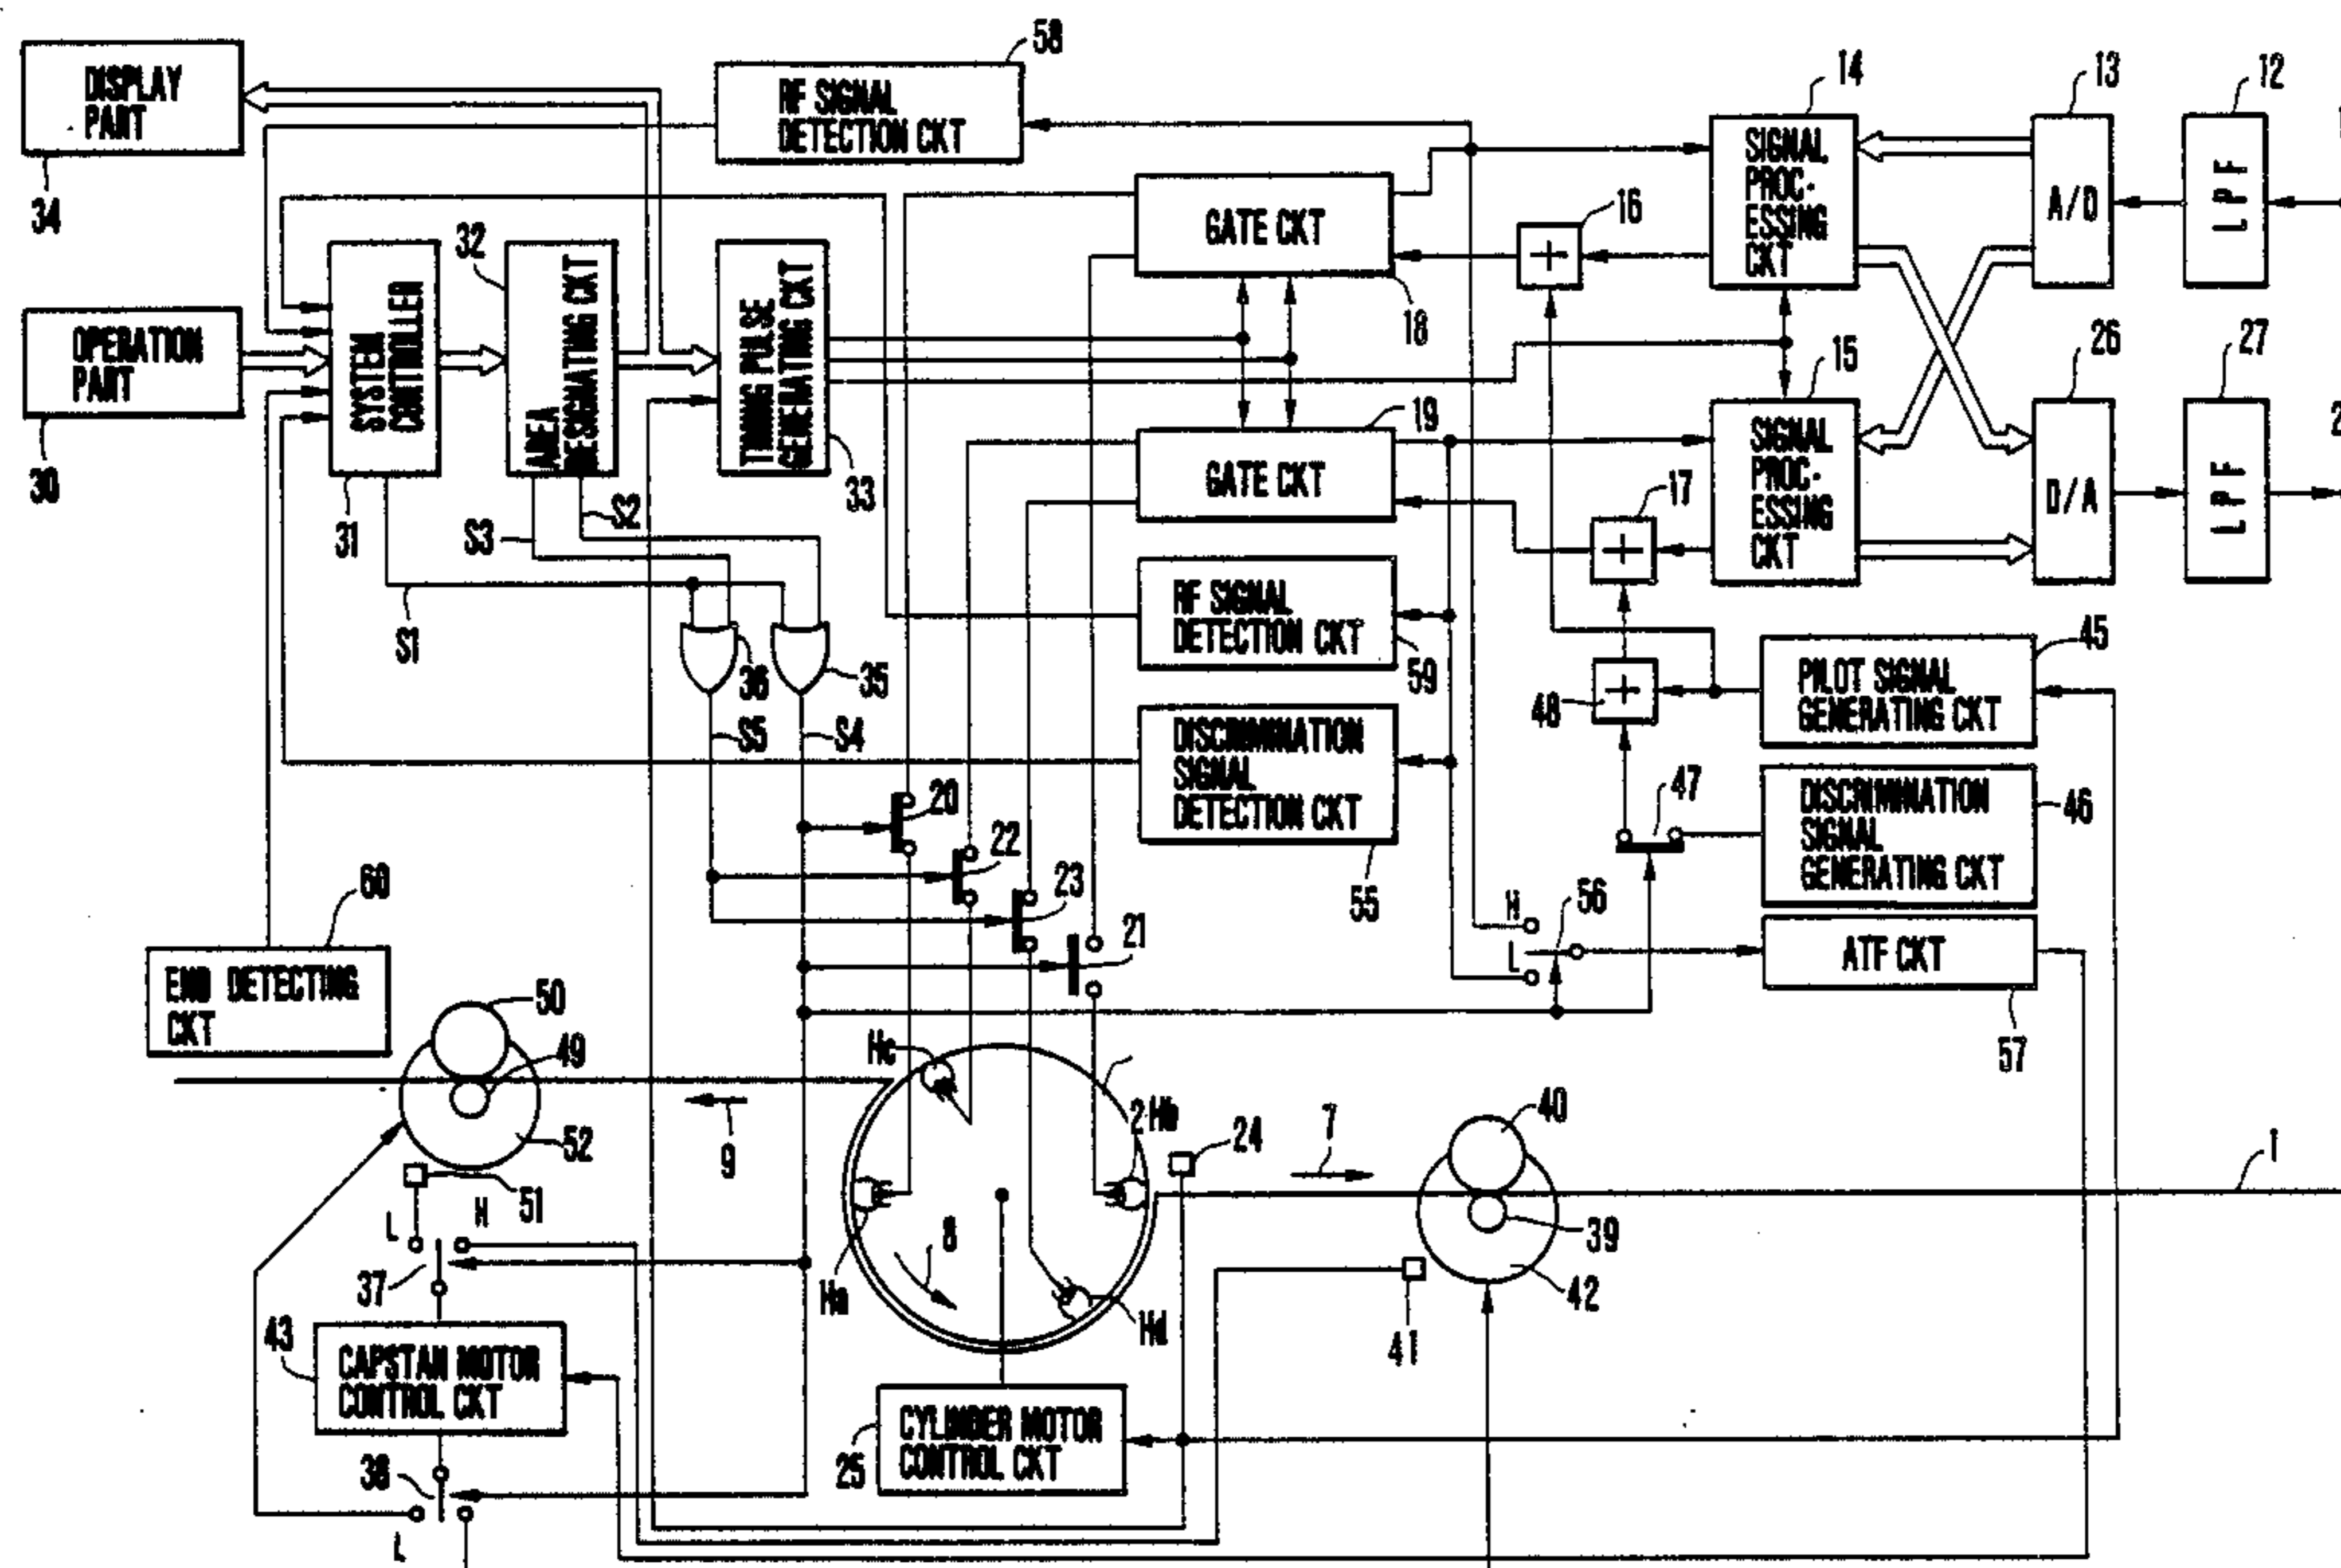 58
DISPLAY
PART
34
RF SIGNAL
DETECTION CKT
14
SIGNAL
PROC-
ESSING
CKT
13
A/D
12
LPF
GATE CKT
18
16
+
32
SYSTEM
CONTROLLER
31
AREA
DESIGNATING CKT
TIMING PULSE
GENERATING CKT
33
OPERATION
PART
30
15
SIGNAL
PROC-
ESSING
CKT
26
D/A
27
LPF
19
GATE CKT
17
+
S3
S2
S1
36
35
RF SIGNAL
DETECTION CKT
59
48
+
45
PILOT SIGNAL
GENERATING CKT
S5
S4
DISCRIMINATION
SIGNAL
DETECTION CKT
55
47
DISCRIMINATION
SIGNAL
GENERATING CKT
46
20
22
23
21
H
L
56
ATF CKT
57
60
END DETECTING
CKT
50
49
52
51
9
Hc
2
Hb
24
7
40
1
39
42
41
L
H
37
Ha
8
Hd
43
CAPSTAN MOTOR
CONTROL CKT
25
CYLINDER MOTOR
CONTROL CKT
38
L